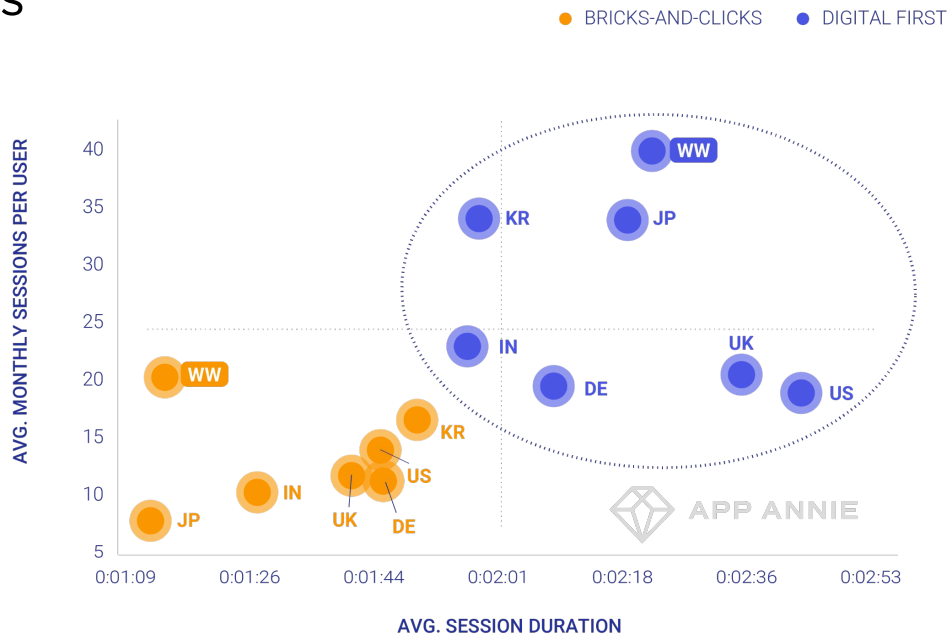 S
BRICKS-AND-CLICKS
DIGITAL FIRST
AVG. MONTHLY SESSIONS PER USER
40
35
30
25
20
15
10
5
WW
KR
JP
IN
DE
UK
US
WW
KR
US
IN
UK
DE
JP
APP ANNIE
0:01:09
0:01:26
0:01:44
0:02:01
0:02:18
0:02:36
0:02:53
AVG. SESSION DURATION